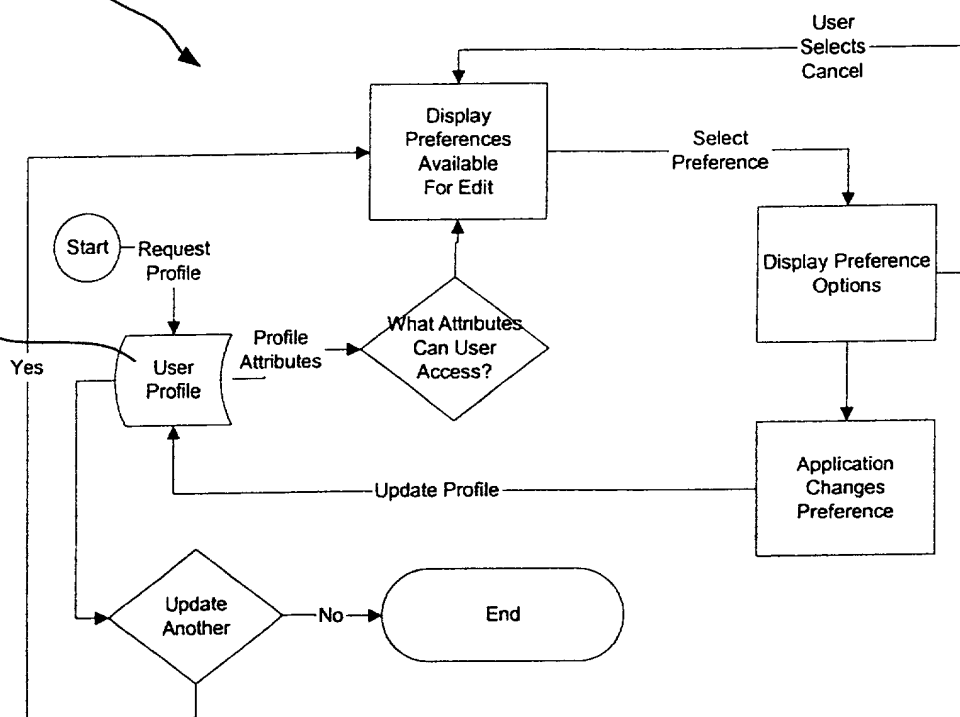 User
Selects
Cancel
Display
Preferences
Available
For Edit
Select
Preference
Start
Request
Profile
Display Preference
Options
What Attributes
Can User
Access?
Profile
Attributes
Yes
User
Profile
Application
Changes
Preference
Update Profile
Update
Another
No
End